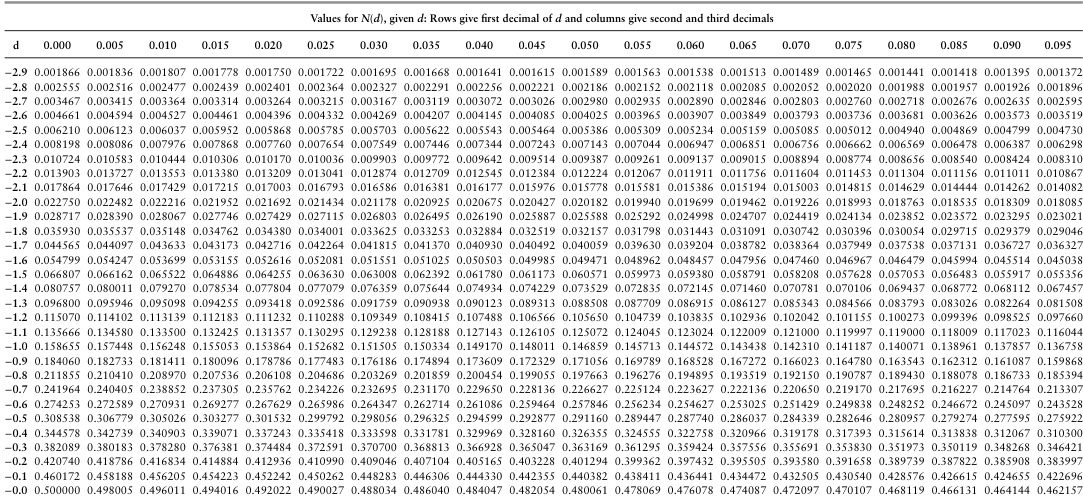 Values for N(d), given d: Rows give first decimal of d and columns give second and third decimals
d 0.000 0.005 0.010 0.015 0.020 0.025 0.030 0.035 0.040 0.045 0.050 0.055 0.060 0.065 0.070 0.075 0.080 0.085 0.090 0.095
−2.9 0.001866 0.001836 0.001807 0.001778 0.001750 0.001722 0.001695 0.001668 0.001641 0.001615 0.001589 0.001563 0.001538 0.001513 0.001489 0.001465 0.001441 0.001418 0.001395 0.001372
−2.8 0.002555 0.002516 0.002477 0.002439 0.002401 0.002364 0.002327 0.002291 0.002256 0.002221 0.002186 0.002152 0.002118 0.002085 0.002052 0.002020 0.001988 0.001957 0.001926 0.001896
−2.7 0.003467 0.003415 0.003364 0.003314 0.003264 0.003215 0.003167 0.003119 0.003072 0.003026 0.002980 0.002935 0.002890 0.002846 0.002803 0.002760 0.002718 0.002676 0.002635 0.002595
−2.6 0.004661 0.004594 0.004527 0.004461 0.004396 0.004332 0.004269 0.004207 0.004145 0.004085 0.004025 0.003965 0.003907 0.003849 0.003793 0.003736 0.003681 0.003626 0.003573 0.003519
−2.5 0.006210 0.006123 0.006037 0.005952 0.005868 0.005785 0.005703 0.005622 0.005543 0.005464 0.005386 0.005309 0.005234 0.005159 0.005085 0.005012 0.004940 0.004869 0.004799 0.004730
−2.4 0.008198 0.008086 0.007976 0.007868 0.007760 0.007654 0.007549 0.007446 0.007344 0.007243 0.007143 0.007044 0.006947 0.006851 0.006756 0.006662 0.006569 0.006478 0.006387 0.006298
−2.3 0.010724 0.010583 0.010444 0.010306 0.010170 0.010036 0.009903 0.009772 0.009642 0.009514 0.009387 0.009261 0.009137 0.009015 0.008894 0.008774 0.008656 0.008540 0.008424 0.008310
−2.2 0.013903 0.013727 0.013553 0.013380 0.013209 0.013041 0.012874 0.012709 0.012545 0.012384 0.012224 0.012067 0.011911 0.011756 0.011604 0.011453 0.011304 0.011156 0.011011 0.010867
−2.1 0.017864 0.017646 0.017429 0.017215 0.017003 0.016793 0.016586 0.016381 0.016177 0.015976 0.015778 0.015581 0.015386 0.015194 0.015003 0.014815 0.014629 0.014444 0.014262 0.014082
−2.0 0.022750 0.022482 0.022216 0.021952 0.021692 0.021434 0.021178 0.020925 0.020675 0.020427 0.020182 0.019940 0.019699 0.019462 0.019226 0.018993 0.018763 0.018535 0.018309 0.018085
−1.9 0.028717 0.028390 0.028067 0.027746 0.027429 0.027115 0.026803 0.026495 0.026190 0.025887 0.025588 0.025292 0.024998 0.024707 0.024419 0.024134 0.023852 0.023572 0.023295 0.023021
−1.8 0.035930 0.035537 0.035148 0.034762 0.034380 0.034001 0.033625 0.033253 0.032884 0.032519 0.032157 0.031798 0.031443 0.031091 0.030742 0.030396 0.030054 0.029715 0.029379 0.029046
−1.7 0.044565 0.044097 0.043633 0.043173 0.042716 0.042264 0.041815 0.041370 0.040930 0.040492 0.040059 0.039630 0.039204 0.038782 0.038364 0.037949 0.037538 0.037131 0.036727 0.036327
−1.6 0.054799 0.054247 0.053699 0.053155 0.052616 0.052081 0.051551 0.051025 0.050503 0.049985 0.049471 0.048962 0.048457 0.047956 0.047460 0.046967 0.046479 0.045994 0.045514 0.045038
−1.5 0.066807 0.066162 0.065522 0.064886 0.064255 0.063630 0.063008 0.062392 0.061780 0.061173 0.060571 0.059973 0.059380 0.058791 0.058208 0.057628 0.057053 0.056483 0.055917 0.055356
−1.4 0.080757 0.080011 0.079270 0.078534 0.077804 0.077079 0.076359 0.075644 0.074934 0.074229 0.073529 0.072835 0.072145 0.071460 0.070781 0.070106 0.069437 0.068772 0.068112 0.067457
−1.3 0.096800 0.095946 0.095098 0.094255 0.093418 0.092586 0.091759 0.090938 0.090123 0.089313 0.088508 0.087709 0.086915 0.086127 0.085343 0.084566 0.083793 0.083026 0.082264 0.081508
−1.2 0.115070 0.114102 0.113139 0.112183 0.111232 0.110288 0.109349 0.108415 0.107488 0.106566 0.105650 0.104739 0.103835 0.102936 0.102042 0.101155 0.100273 0.099396 0.098525 0.097660
−1.1 0.135666 0.134580 0.133500 0.132425 0.131357 0.130295 0.129238 0.128188 0.127143 0.126105 0.125072 0.124045 0.123024 0.122009 0.121000 0.119997 0.119000 0.118009 0.117023 0.116044
−1.0 0.158655 0.157448 0.156248 0.155053 0.153864 0.152682 0.151505 0.150334 0.149170 0.148011 0.146859 0.145713 0.144572 0.143438 0.142310 0.141187 0.140071 0.138961 0.137857 0.136758
−0.9 0.184060 0.182733 0.181411 0.180096 0.178786 0.177483 0.176186 0.174894 0.173609 0.172329 0.171056 0.169789 0.168528 0.167272 0.166023 0.164780 0.163543 0.162312 0.161087 0.159868
−0.8 0.211855 0.210410 0.208970 0.207536 0.206108 0.204686 0.203269 0.201859 0.200454 0.199055 0.197663 0.196276 0.194895 0.193519 0.192150 0.190787 0.189430 0.188078 0.186733 0.185394
−0.7 0.241964 0.240405 0.238852 0.237305 0.235762 0.234226 0.232695 0.231170 0.229650 0.228136 0.226627 0.225124 0.223627 0.222136 0.220650 0.219170 0.217695 0.216227 0.214764 0.213307
−0.6 0.274253 0.272589 0.270931 0.269277 0.267629 0.265986 0.264347 0.262714 0.261086 0.259464 0.257846 0.256234 0.254627 0.253025 0.251429 0.249838 0.248252 0.246672 0.245097 0.243528
−0.5 0.308538 0.306779 0.305026 0.303277 0.301532 0.299792 0.298056 0.296325 0.294599 0.292877 0.291160 0.289447 0.287740 0.286037 0.284339 0.282646 0.280957 0.279274 0.277595 0.275922
−0.4 0.344578 0.342739 0.340903 0.339071 0.337243 0.335418 0.333598 0.331781 0.329969 0.328160 0.326355 0.324555 0.322758 0.320966 0.319178 0.317393 0.315614 0.313838 0.312067 0.310300
−0.3 0.382089 0.380183 0.378280 0.376381 0.374484 0.372591 0.370700 0.368813 0.366928 0.365047 0.363169 0.361295 0.359424 0.357556 0.355691 0.353830 0.351973 0.350119 0.348268 0.346421
−0.2 0.420740 0.418786 0.416834 0.414884 0.412936 0.410990 0.409046 0.407104 0.405165 0.403228 0.401294 0.399362 0.397432 0.395505 0.393580 0.391658 0.389739 0.387822 0.385908 0.383997
−0.1 0.460172 0.458188 0.456205 0.454223 0.452242 0.450262 0.448283 0.446306 0.444330 0.442355 0.440382 0.438411 0.436441 0.434472 0.432505 0.430540 0.428576 0.426615 0.424655 0.422696
−0.0 0.500000 0.498005 0.496011 0.494016 0.492022 0.490027 0.488034 0.486040 0.484047 0.482054 0.480061 0.478069 0.476078 0.474087 0.472097 0.470107 0.468119 0.466131 0.464144 0.462157